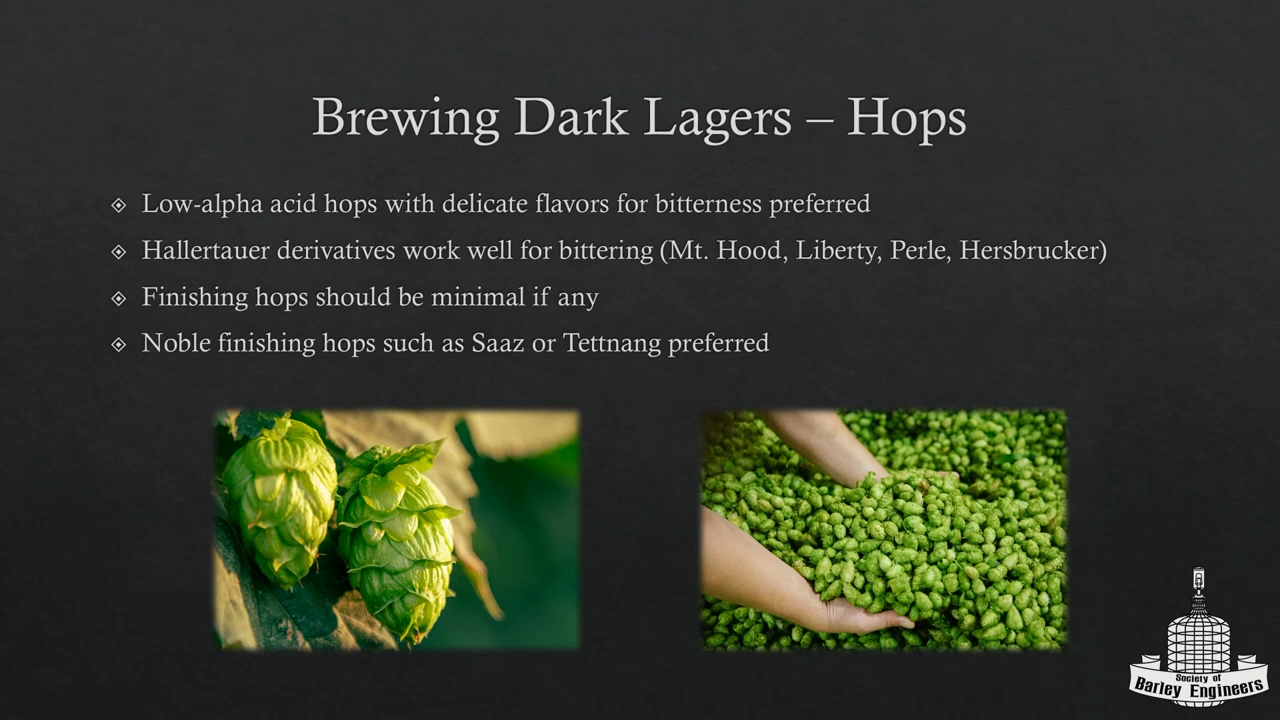 Brewing Dark Lagers – Hops
Low-alpha acid hops with delicate flavors for bitterness preferred
Hallertauer derivatives work well for bittering (Mt. Hood, Liberty, Perle, Hersbrucker)
Finishing hops should be minimal if any
Noble finishing hops such as Saaz or Tettnang preferred
Society of
Barley Engineers